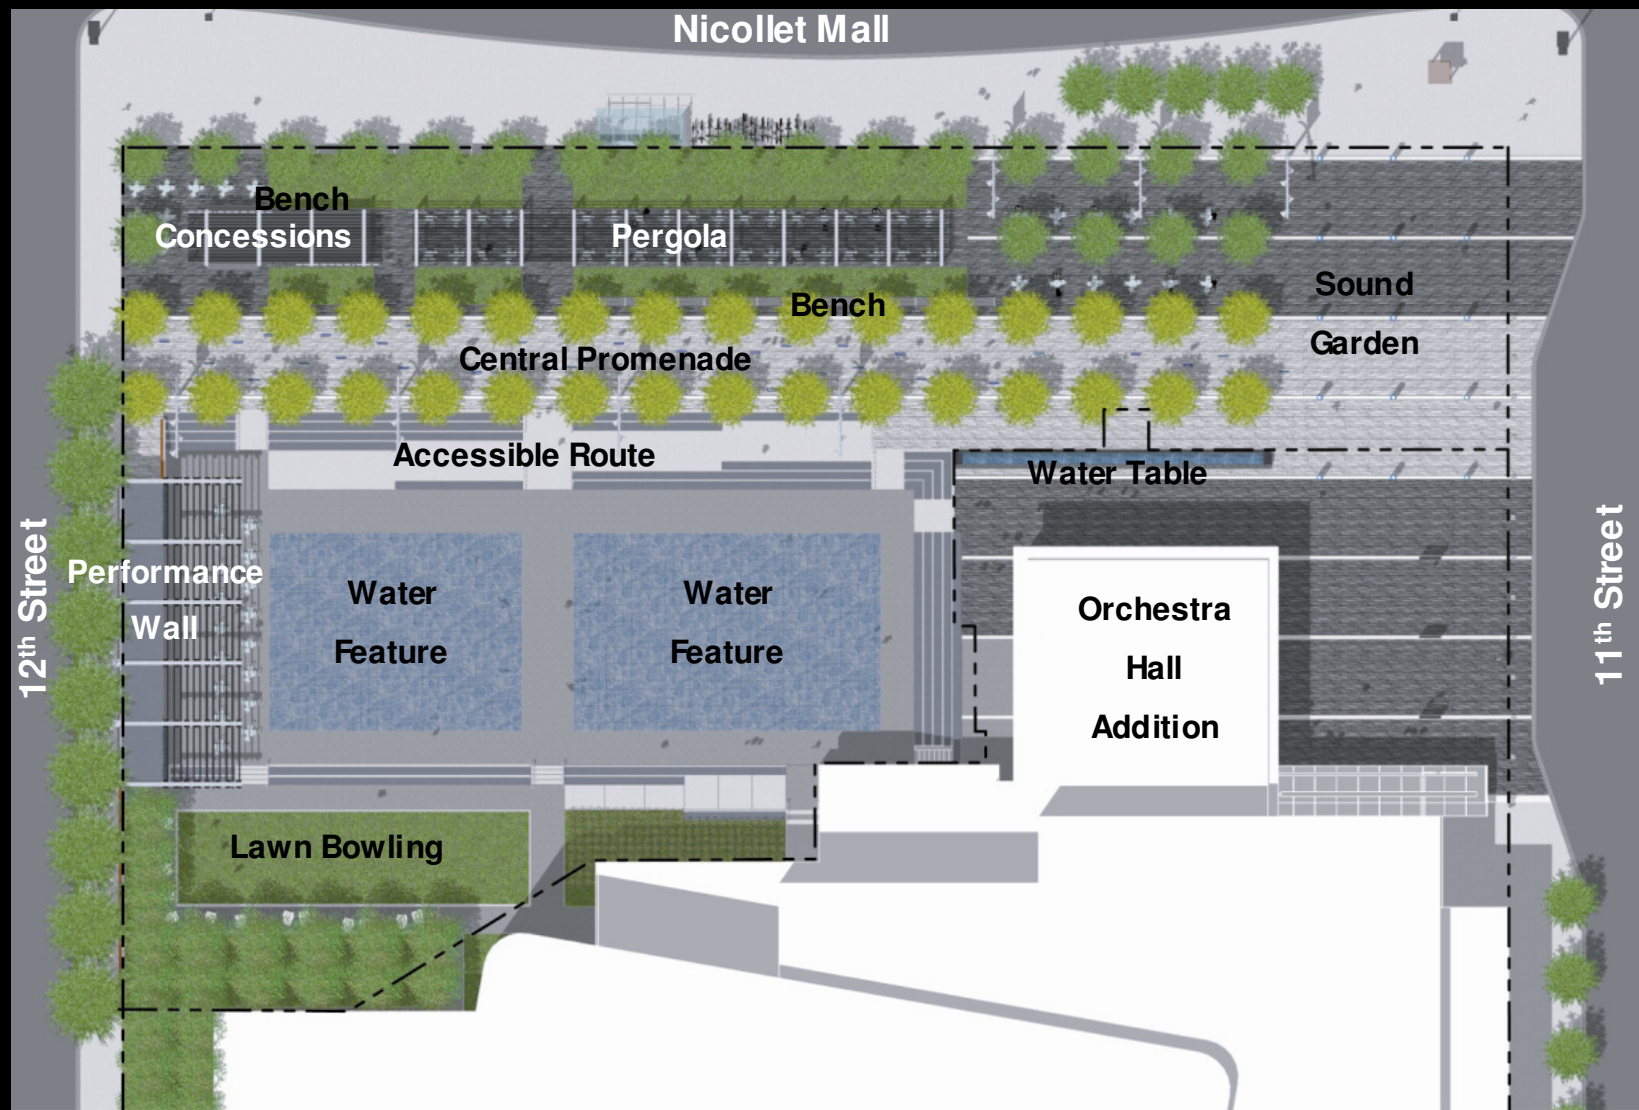 Nicollet Mall
Bench
Concessions
Pergola
Bench
Sound
Garden
Central Promenade
Accessible Route
Water Table
12th Street
Performance
Wall
Water
Feature
Water
Feature
Orchestra
Hall
Addition
11th Street
Lawn Bowling